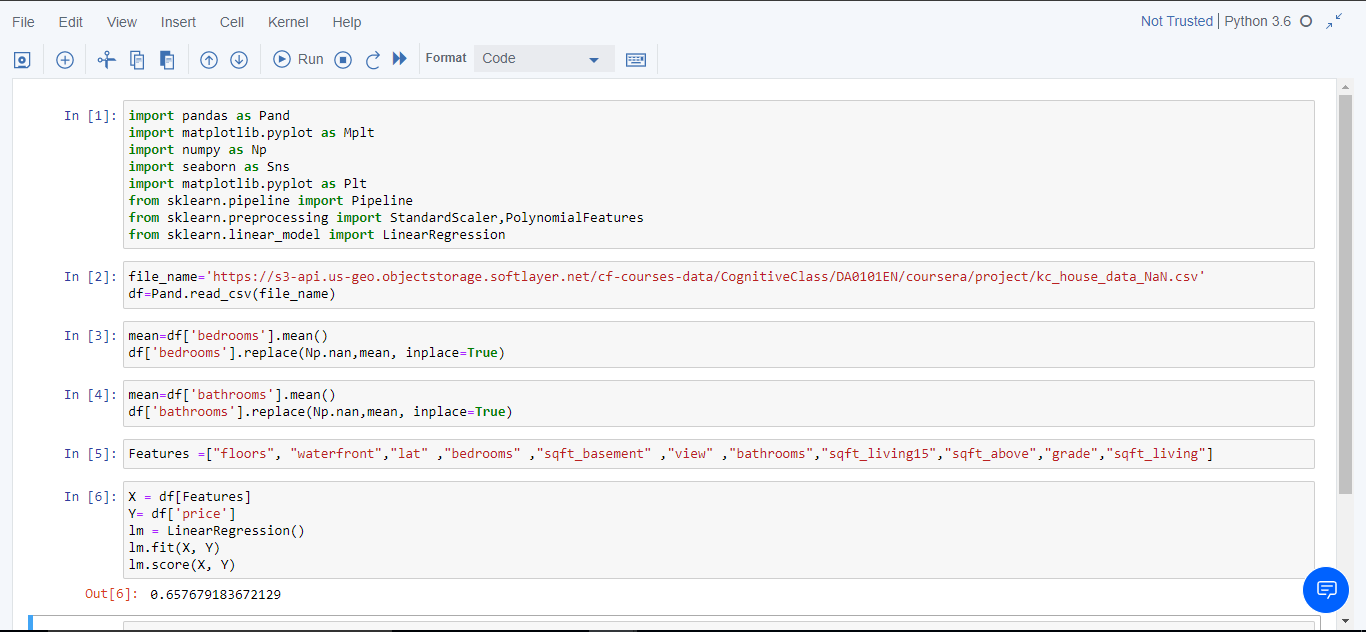 File Edit View Insert Cell Kernel Help Not Trusted | Python 3.6
Run Format Code
In [1]: import pandas as Pand
import matplotlib.pyplot as Mplt
import numpy as Np
import seaborn as Sns
import matplotlib.pyplot as Plt
from sklearn.pipeline import Pipeline
from sklearn.preprocessing import StandardScaler,PolynomialFeatures
from sklearn.linear_model import LinearRegression
In [2]: file_name='https://s3-api.us-geo.objectstorage.softlayer.net/cf-courses-data/CognitiveClass/DA0101EN/coursera/project/kc_house_data_NaN.csv'
df=Pand.read_csv(file_name)
In [3]: mean=df['bedrooms'].mean()
df['bedrooms'].replace(Np.nan,mean, inplace=True)
In [4]: mean=df['bathrooms'].mean()
df['bathrooms'].replace(Np.nan,mean, inplace=True)
In [5]: Features =["floors", "waterfront","lat" ,"bedrooms" ,"sqft_basement" ,"view" ,"bathrooms","sqft_living15","sqft_above","grade","sqft_living"]
In [6]: X = df[Features]
Y= df['price']
lm = LinearRegression()
lm.fit(X, Y)
lm.score(X, Y)
Out[6]: 0.657679183672129